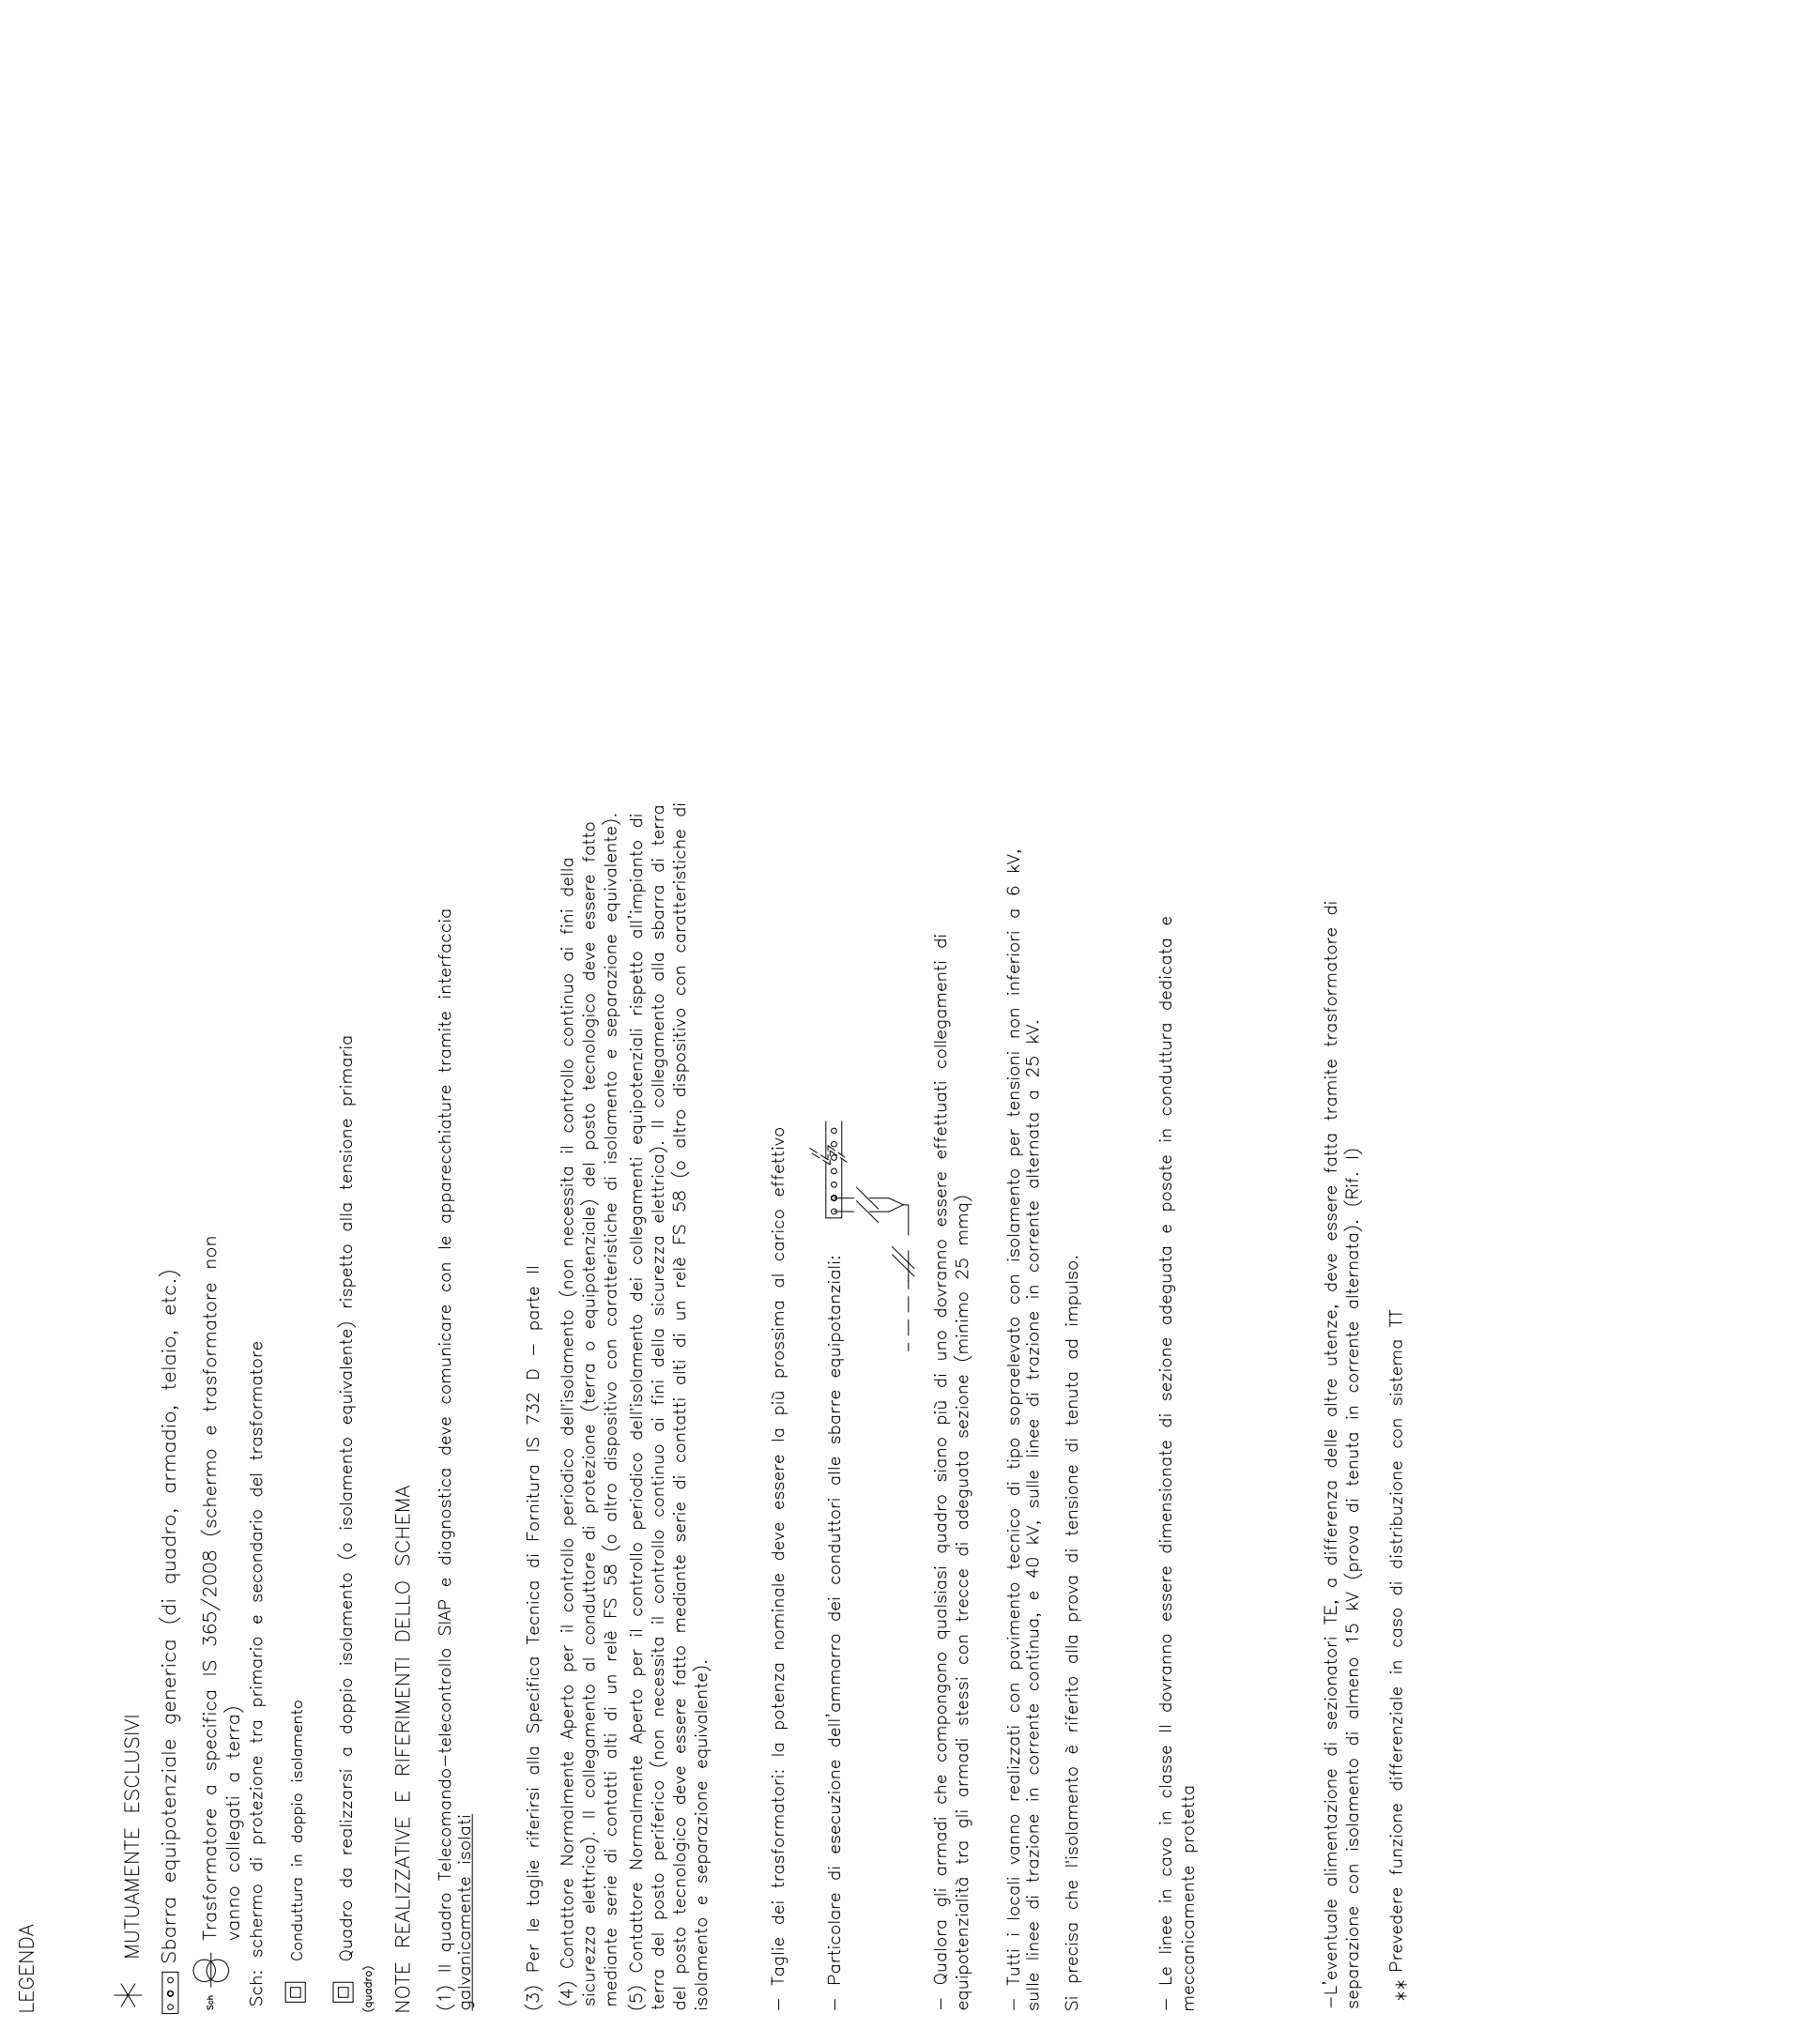 LEGENDA
MUTUAMENTE ESCLUSIVI
Sbarra equipotenziale generica (di quadro, armadio, telaio, etc.)
Sch Trasformatore a specifica IS 365/2008 (schermo e trasformatore non
vanno collegati a terra)
Sch: schermo di protezione tra primario e secondario del trasformatore
Conduttura in doppio isolamento
Quadro da realizzarsi a doppio isolamento (o isolamento equivalente) rispetto alla tensione primaria
(quadro)
NOTE REALIZZATIVE E RIFERIMENTI DELLO SCHEMA
(1) Il quadro Telecomando-telecontrollo SIAP e diagnostica deve comunicare con le apparecchiature tramite interfaccia
galvanicamente isolati
(3) Per le taglie riferirsi alla Specifica Tecnica di Fornitura IS 732 D - parte II
(4) Contattore Normalmente Aperto per il controllo periodico dell'isolamento (non necessita il controllo continuo ai fini della
sicurezza elettrica). Il collegamento al conduttore di protezione (terra o equipotenziale) del posto tecnologico deve essere fatto
mediante serie di contatti alti di un relè FS 58 (o altro dispositivo con caratteristiche di isolamento e separazione equivalente).
(5) Contattore Normalmente Aperto per il controllo periodico dell'isolamento dei collegamenti equipotenziali rispetto all'impianto di
terra del posto periferico (non necessita il controllo continuo ai fini della sicurezza elettrica). Il collegamento alla sbarra di terra
del posto tecnologico deve essere fatto mediante serie di contatti alti di un relè FS 58 (o altro dispositivo con caratteristiche di
isolamento e separazione equivalente).
- Taglie dei trasformatori: la potenza nominale deve essere la più prossima al carico effettivo
- Particolare di esecuzione dell'ammarro dei conduttori alle sbarre equipotanziali:
- Qualora gli armadi che compongono qualsiasi quadro siano più di uno dovranno essere effettuati collegamenti di
equipotenzialità tra gli armadi stessi con trecce di adeguata sezione (minimo 25 mmq)
- Tutti i locali vanno realizzati con pavimento tecnico di tipo sopraelevato con isolamento per tensioni non inferiori a 6 kV,
sulle linee di trazione in corrente continua, e 40 kV, sulle linee di trazione in corrente alternata a 25 kV.
Si precisa che l'isolamento è riferito alla prova di tensione di tenuta ad impulso.
- Le linee in cavo in classe II dovranno essere dimensionate di sezione adeguata e posate in conduttura dedicata e
meccanicamente protetta
-L'eventuale alimentazione di sezionatori TE, a differenza delle altre utenze, deve essere fatta tramite trasformatore di
separazione con isolamento di almeno 15 kV (prova di tenuta in corrente alternata). (Rif. I)
** Prevedere funzione differenziale in caso di distribuzione con sistema TT